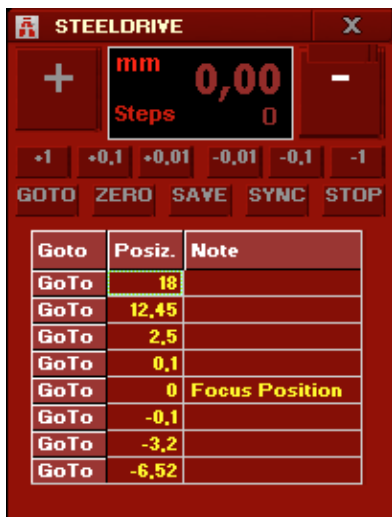 STEELDRIVE X
+ mm 0,00 -
Steps 0
+1 +0,1 +0,01 -0,01 -0,1 -1
GOTO ZERO SAVE SYNC STOP
Goto Posiz. Note
GoTo 18
GoTo 12,45
GoTo 2,5
GoTo 0,1
GoTo 0 Focus Position
GoTo -0,1
GoTo -3,2
GoTo -6,52